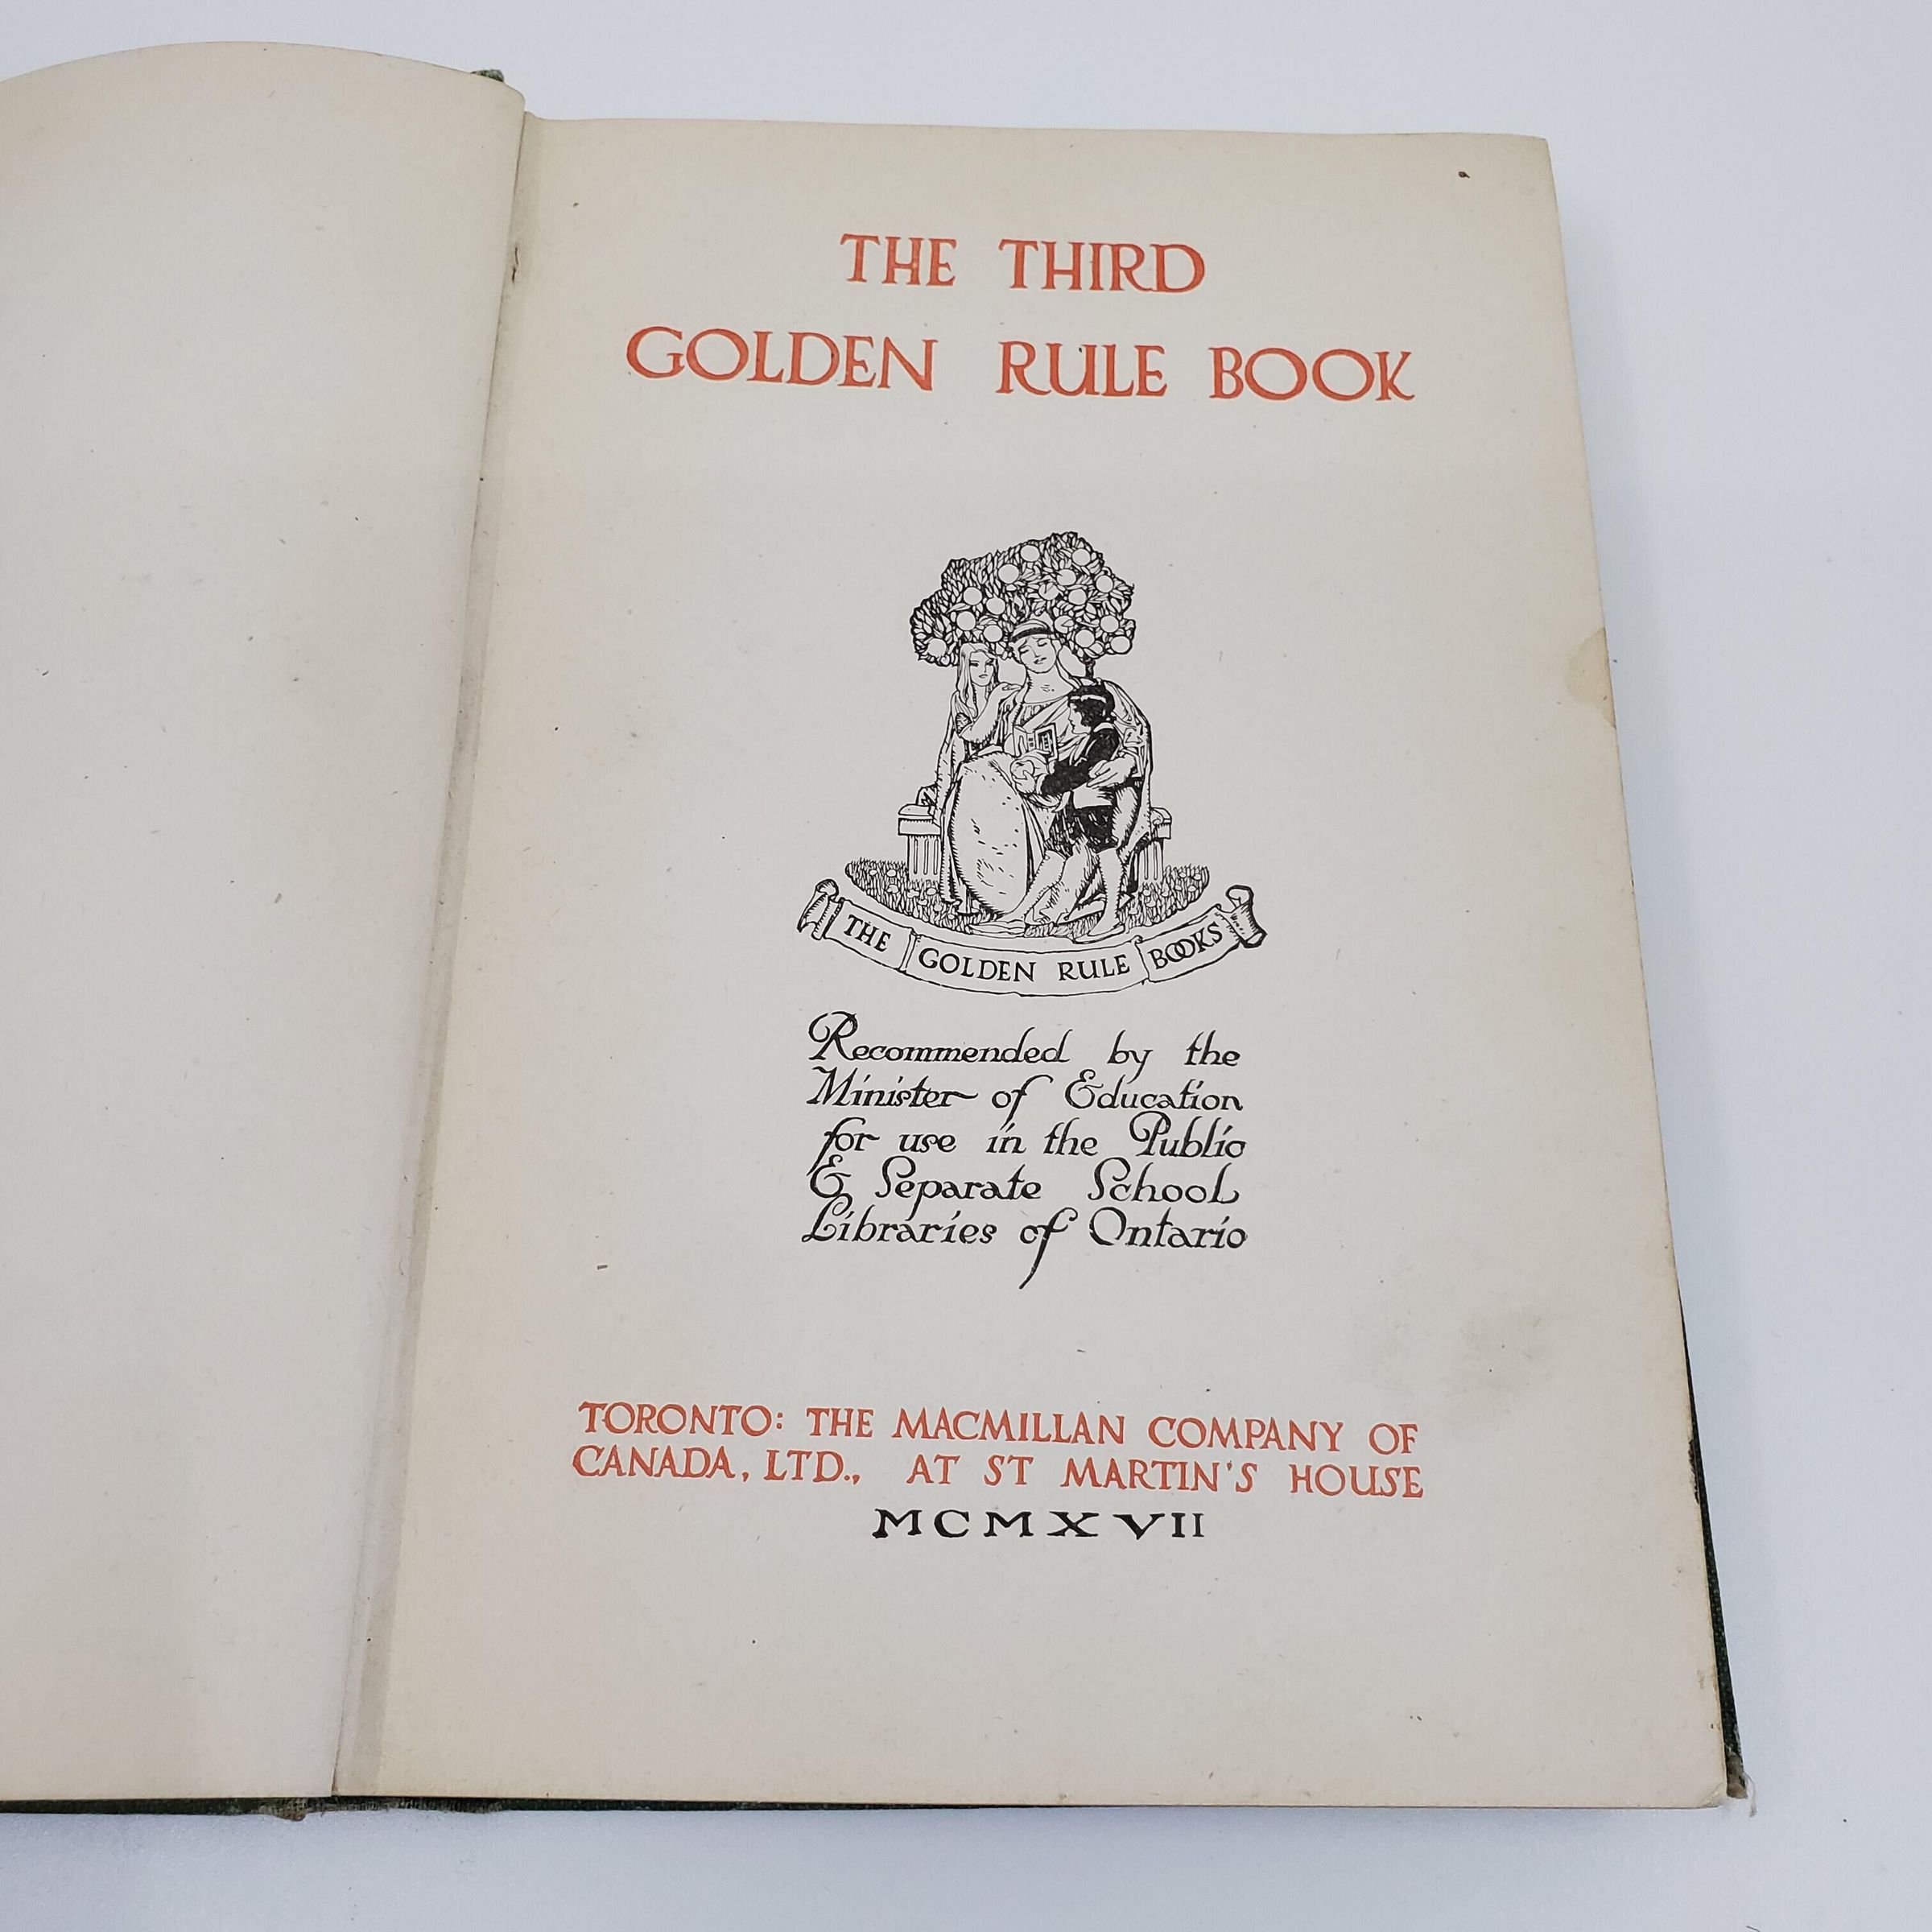 THE THIRD
GOLDEN RULE BOOK
THE GOLDEN RULE BOOKS
Recommended by the
Minister of Education
for use in the Public
& Separate School
Libraries of Ontario
TORONTO: THE MACMILLAN COMPANY OF
CANADA, LTD., AT ST MARTIN'S HOUSE
MCMXVII